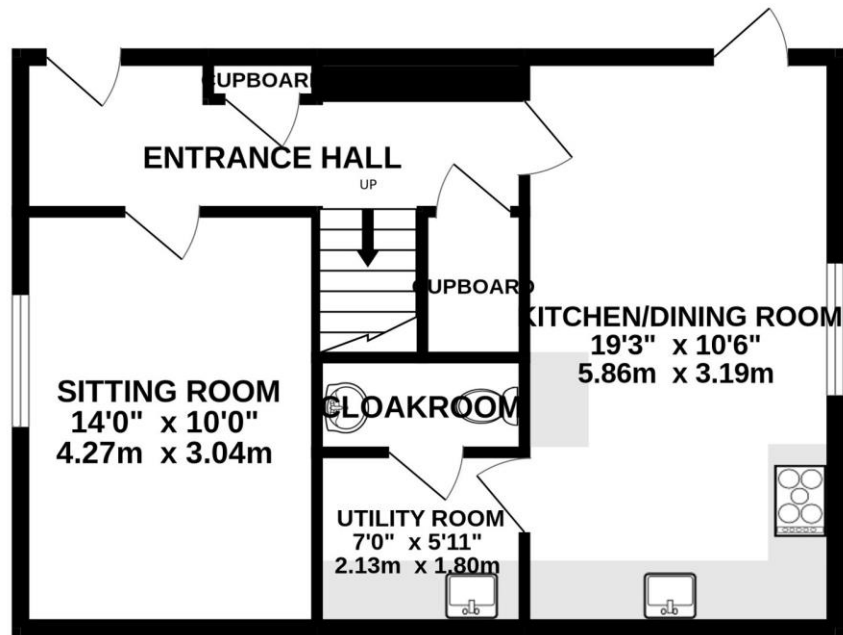 CUPBOARD
ENTRANCE HALL
UP
CUPBOARD
KITCHEN/DINING ROOM
19'3" x 10'6"
5.86m x 3.19m
SITTING ROOM
14'0" x 10'0"
4.27m x 3.04m
CLOAKROOM
UTILITY ROOM
7'0" x 5'11"
2.13m x 1.80m